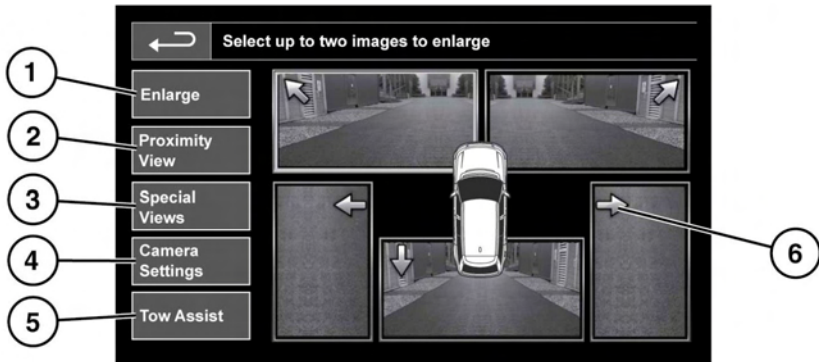 Select up to two images to enlarge
1
Enlarge
2
Proximity
View
3
Special
Views
4
Camera
Settings
5
Tow Assist
6